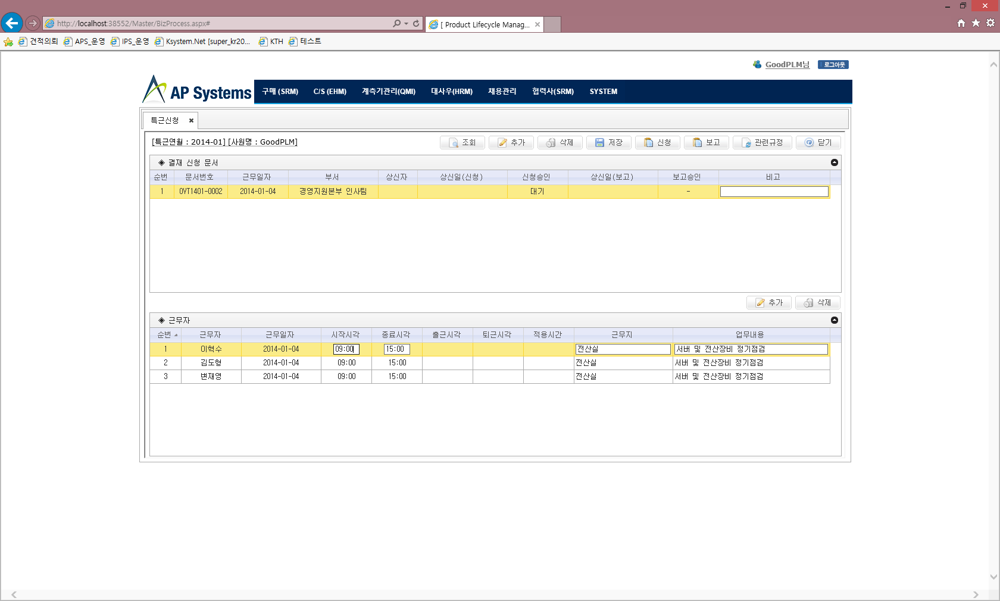 http://localhost:38552/Master/BizProcess.aspx#
[ Product Lifecycle Manag...
견적의뢰 APS_운영 IPS_운영 Ksystem.Net [super_kr20... KTH 테스트
GoodPLM님 로그아웃
AP Systems 구매 (SRM) C/S (EHM) 계측기관리(QMI) 대사우(HRM) 채용관리 협력사(SRM) SYSTEM
특근신청
[특근연월 : 2014-01] [사원명 : GoodPLM] 조회 추가 삭제 저장 신청 보고 관련규정 닫기
◈ 결재 신청 문서
순번 문서번호 근무일자 부서 상신자 상신일(신청) 신청승인 상신일(보고) 보고승인 비고
1 OVT1401-0002 2014-01-04 경영지원본부 인사팀 대기 -
추가 삭제
◈ 근무자
순번 근무자 근무일자 시작시각 종료시각 출근시각 퇴근시각 적용시간 근무지 업무내용
1 이혁수 2014-01-04 09:00 15:00 전산실 서버 및 전산장비 정기점검
2 김도형 2014-01-04 09:00 15:00 전산실 서버 및 전산장비 정기점검
3 변재영 2014-01-04 09:00 15:00 전산실 서버 및 전산장비 정기점검